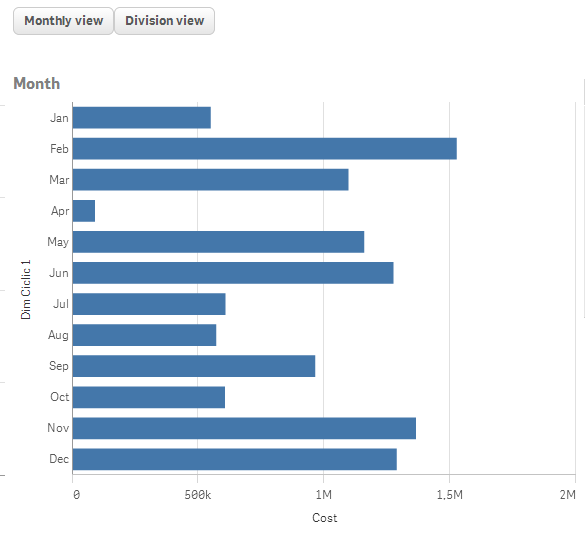 Monthly view Division view
Month
Jan
Feb
Mar
Apr
May
Jun
Jul
Aug
Sep
Oct
Nov
Dec
Dim Ciclic 1
0 500k 1M 1,5M 2M
Cost